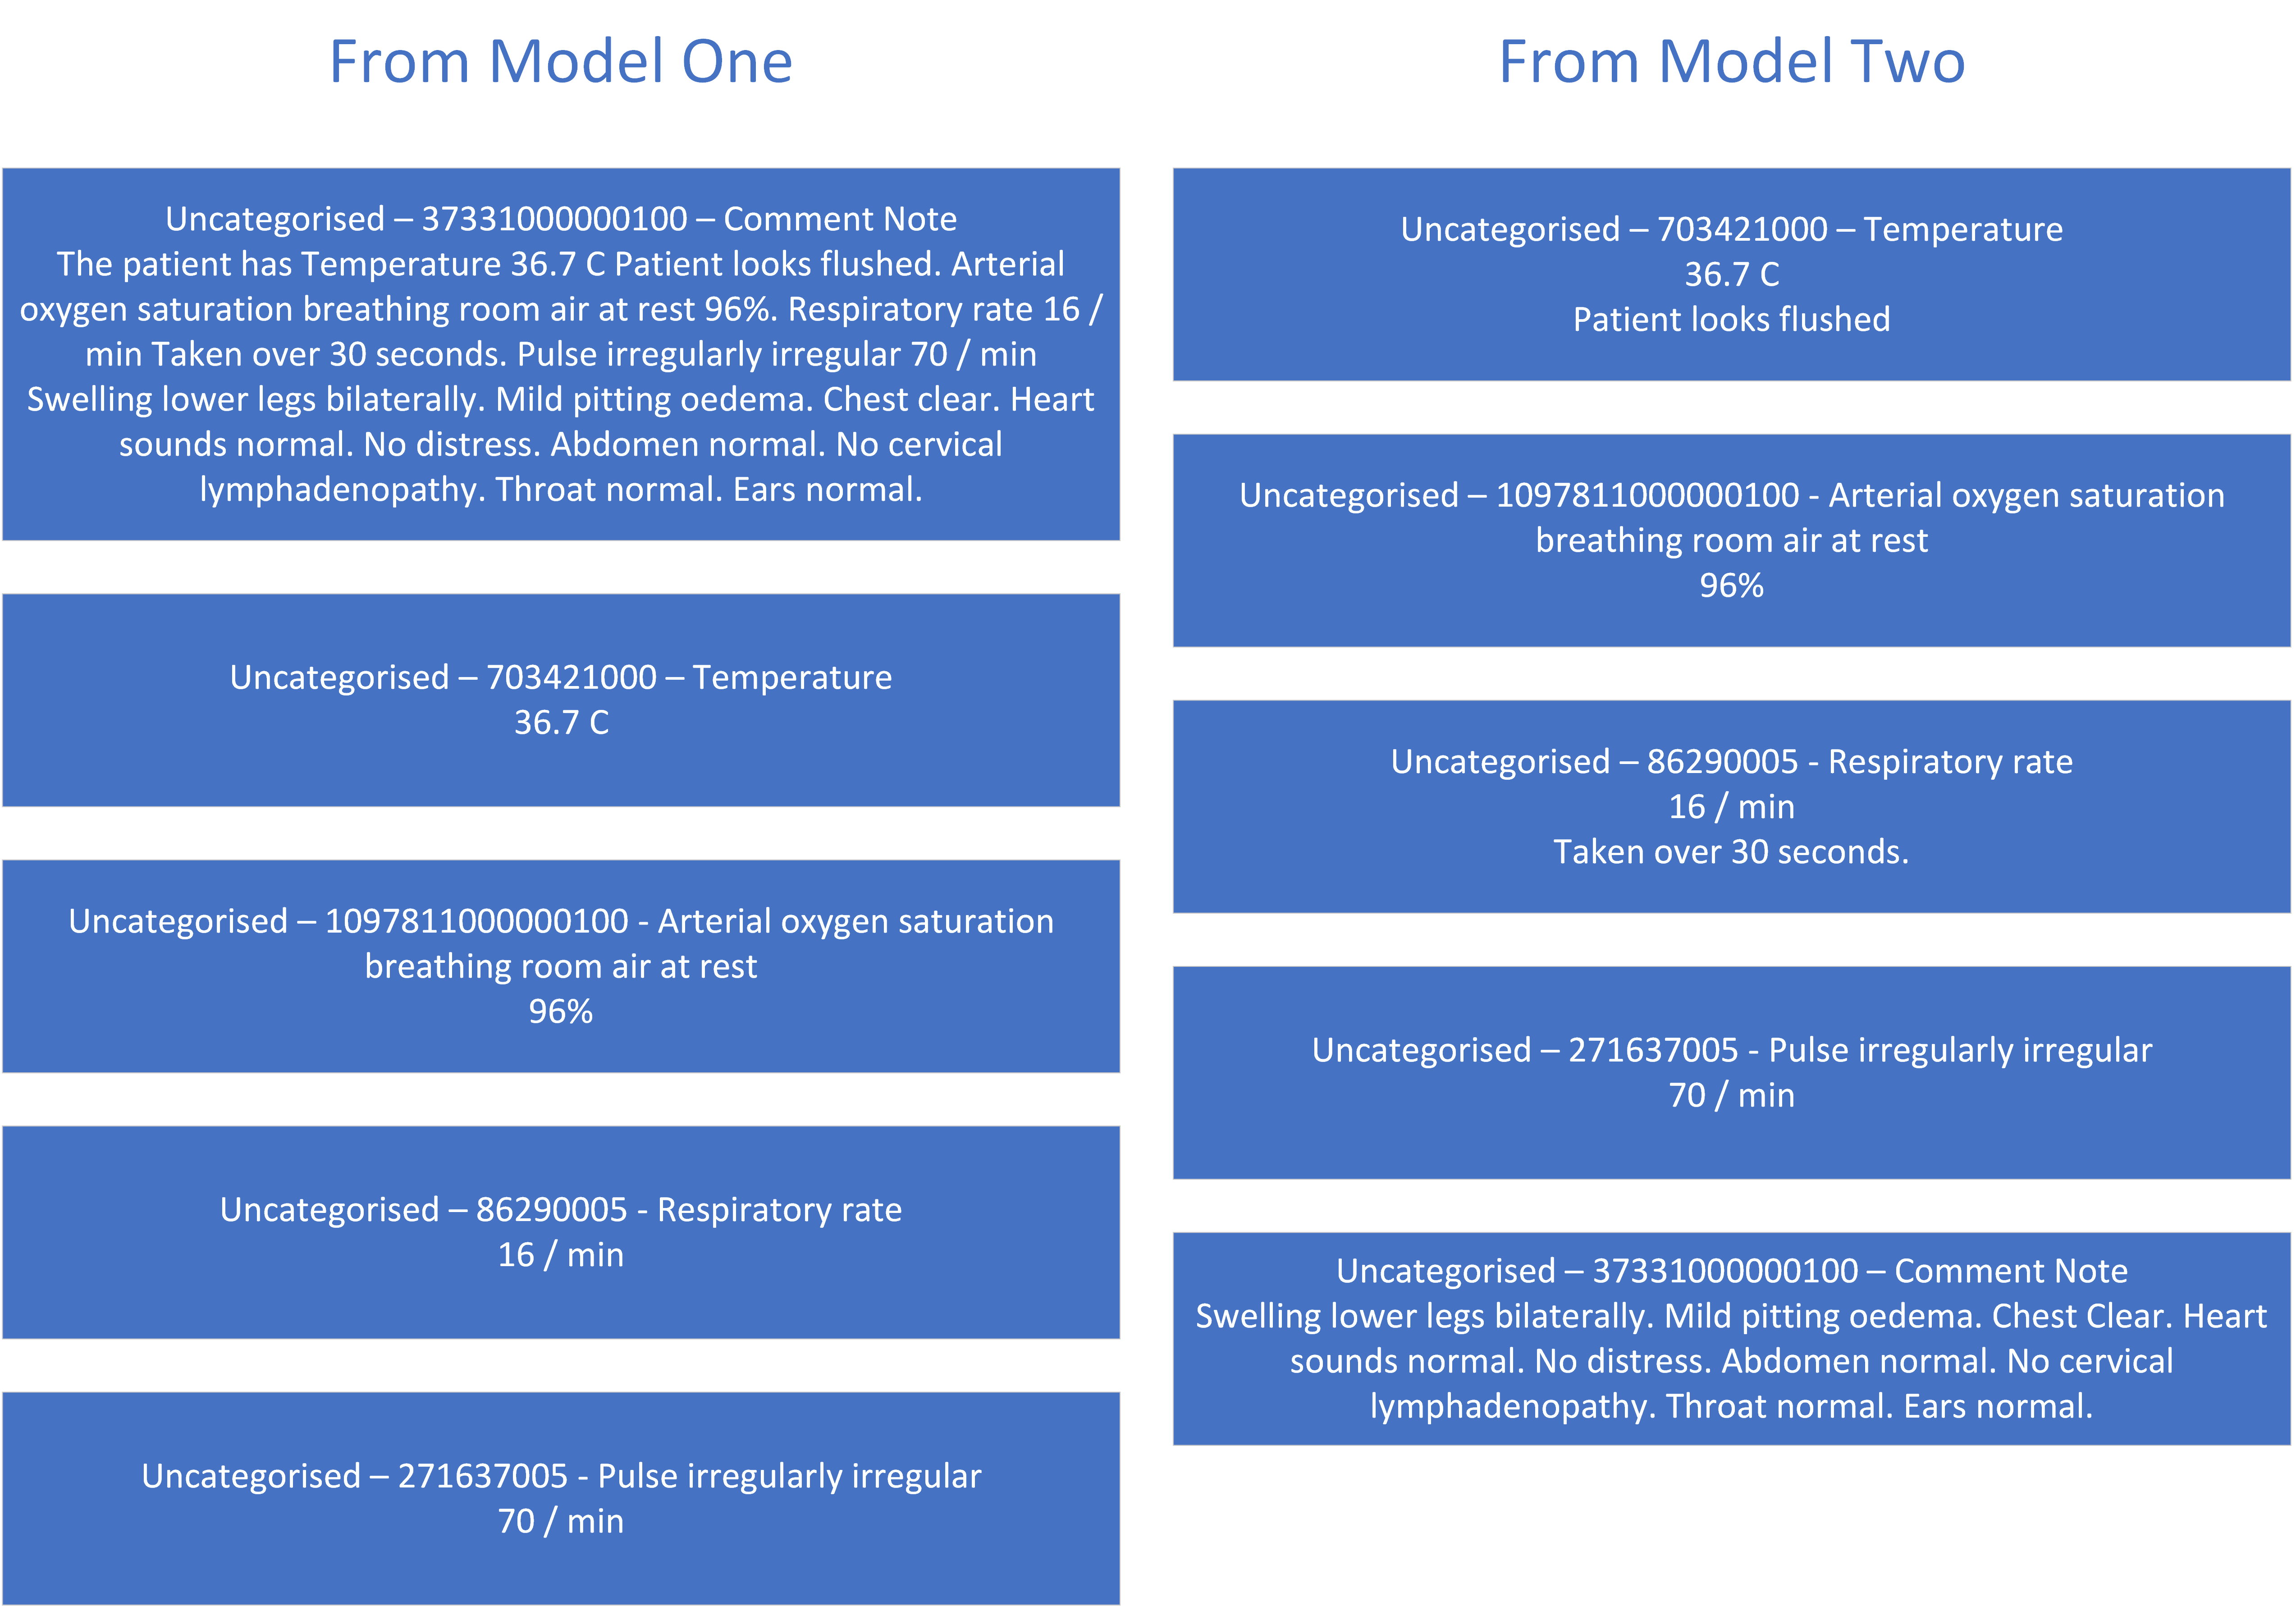 From Model One
Uncategorised – 37331000000100 – Comment Note
The patient has Temperature 36.7 C Patient looks flushed. Arterial
oxygen saturation breathing room air at rest 96%. Respiratory rate 16 /
min Taken over 30 seconds. Pulse irregularly irregular 70 / min
Swelling lower legs bilaterally. Mild pitting oedema. Chest clear. Heart
sounds normal. No distress. Abdomen normal. No cervical
lymphadenopathy. Throat normal. Ears normal.
Uncategorised – 703421000 – Temperature
36.7 C
Uncategorised – 1097811000000100 - Arterial oxygen saturation
breathing room air at rest
96%
Uncategorised – 86290005 - Respiratory rate
16 / min
Uncategorised – 271637005 - Pulse irregularly irregular
70 / min
From Model Two
Uncategorised – 703421000 – Temperature
36.7 C
Patient looks flushed
Uncategorised – 1097811000000100 - Arterial oxygen saturation
breathing room air at rest
96%
Uncategorised – 86290005 - Respiratory rate
16 / min
Taken over 30 seconds.
Uncategorised – 271637005 - Pulse irregularly irregular
70 / min
Uncategorised – 37331000000100 – Comment Note
Swelling lower legs bilaterally. Mild pitting oedema. Chest Clear. Heart
sounds normal. No distress. Abdomen normal. No cervical
lymphadenopathy. Throat normal. Ears normal.